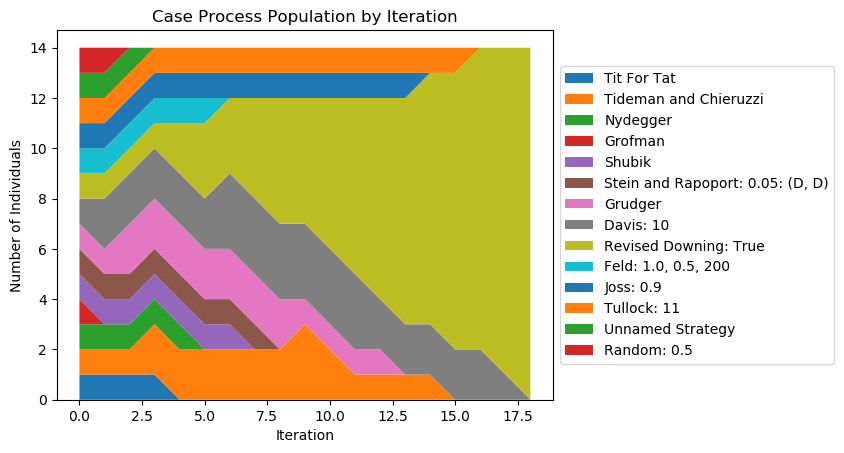 Case Process Population by Iteration
Number of Individuals
14
12
10
8
6
4
2
0
0.0 2.5 5.0 7.5 10.0 12.5 15.0 17.5
Iteration
Tit For Tat
Tideman and Chieruzzi
Nydegger
Grofman
Shubik
Stein and Rapoport: 0.05: (D, D)
Grudger
Davis: 10
Revised Downing: True
Feld: 1.0, 0.5, 200
Joss: 0.9
Tullock: 11
Unnamed Strategy
Random: 0.5